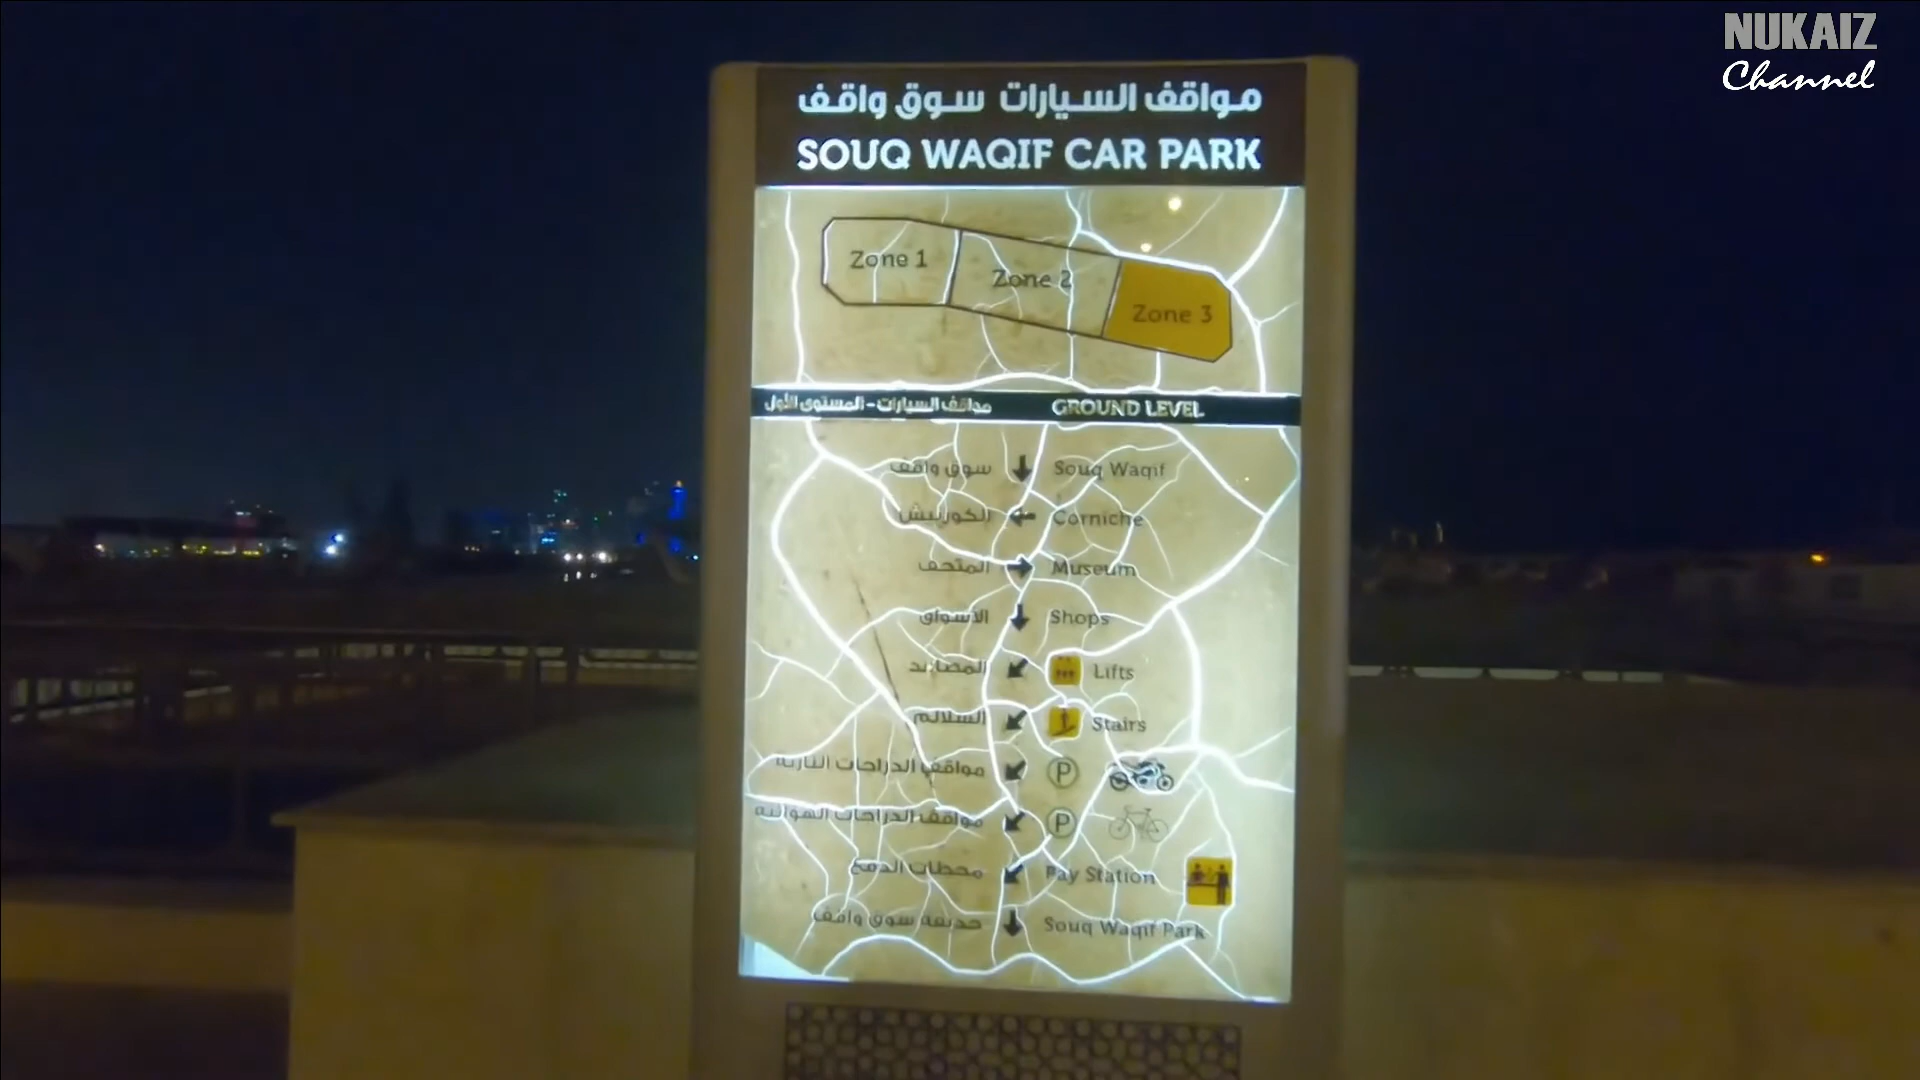 NUKAIZ
Channel
مواقف السيارات سوق واقف
SOUQ WAQIF CAR PARK
Zone 1
Zone 2
Zone 3
مواقف السيارات - المستوى الأول GROUND LEVEL
سوق واقف Souq Waqif
الكورنيش Corniche
المتحف Museum
الأسواق Shops
المصاعد Lifts
السلالم Stairs
مواقف الدراجات النارية P
مواقف الدراجات الهوائية P
محطات الدفع Pay Station
حديقة سوق واقف Souq Waqif Park